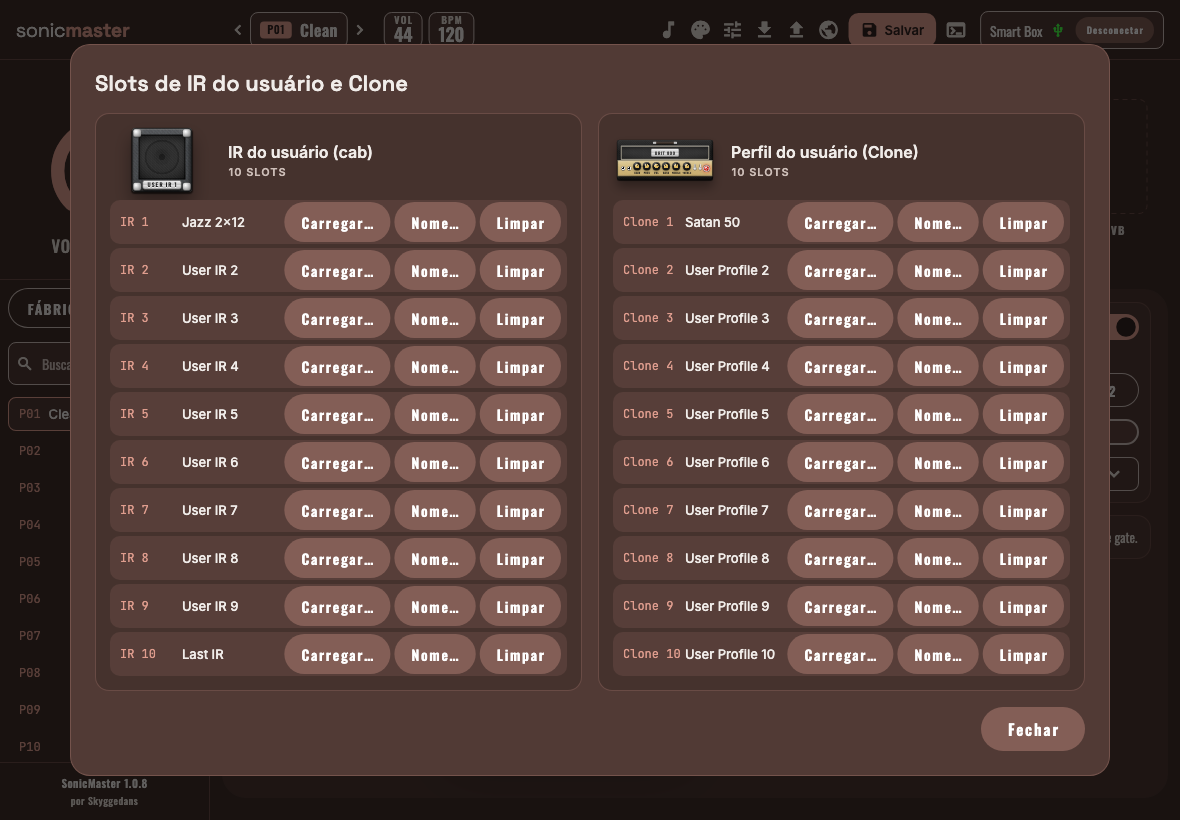 sonicmaster
P01 Clean
VOL
44
BPM
120
Salvar
Smart Box
Desconectar
Slots de IR do usuário e Clone
IR do usuário (cab)
10 SLOTS
USER IR 1
IR 1 Jazz 2×12 Carregar… Nome… Limpar
IR 2 User IR 2 Carregar… Nome… Limpar
IR 3 User IR 3 Carregar… Nome… Limpar
IR 4 User IR 4 Carregar… Nome… Limpar
IR 5 User IR 5 Carregar… Nome… Limpar
IR 6 User IR 6 Carregar… Nome… Limpar
IR 7 User IR 7 Carregar… Nome… Limpar
IR 8 User IR 8 Carregar… Nome… Limpar
IR 9 User IR 9 Carregar… Nome… Limpar
IR 10 Last IR Carregar… Nome… Limpar
Perfil do usuário (Clone)
10 SLOTS
Clone 1 Satan 50 Carregar… Nome… Limpar
Clone 2 User Profile 2 Carregar… Nome… Limpar
Clone 3 User Profile 3 Carregar… Nome… Limpar
Clone 4 User Profile 4 Carregar… Nome… Limpar
Clone 5 User Profile 5 Carregar… Nome… Limpar
Clone 6 User Profile 6 Carregar… Nome… Limpar
Clone 7 User Profile 7 Carregar… Nome… Limpar
Clone 8 User Profile 8 Carregar… Nome… Limpar
Clone 9 User Profile 9 Carregar… Nome… Limpar
Clone 10 User Profile 10 Carregar… Nome… Limpar
Fechar
VO
FÁBRI
Busca
P01 Cle
P02
P03
P04
P05
P06
P07
P08
P09
P10
VB
2
gate.
SonicMaster 1.0.8
por Skyggedans